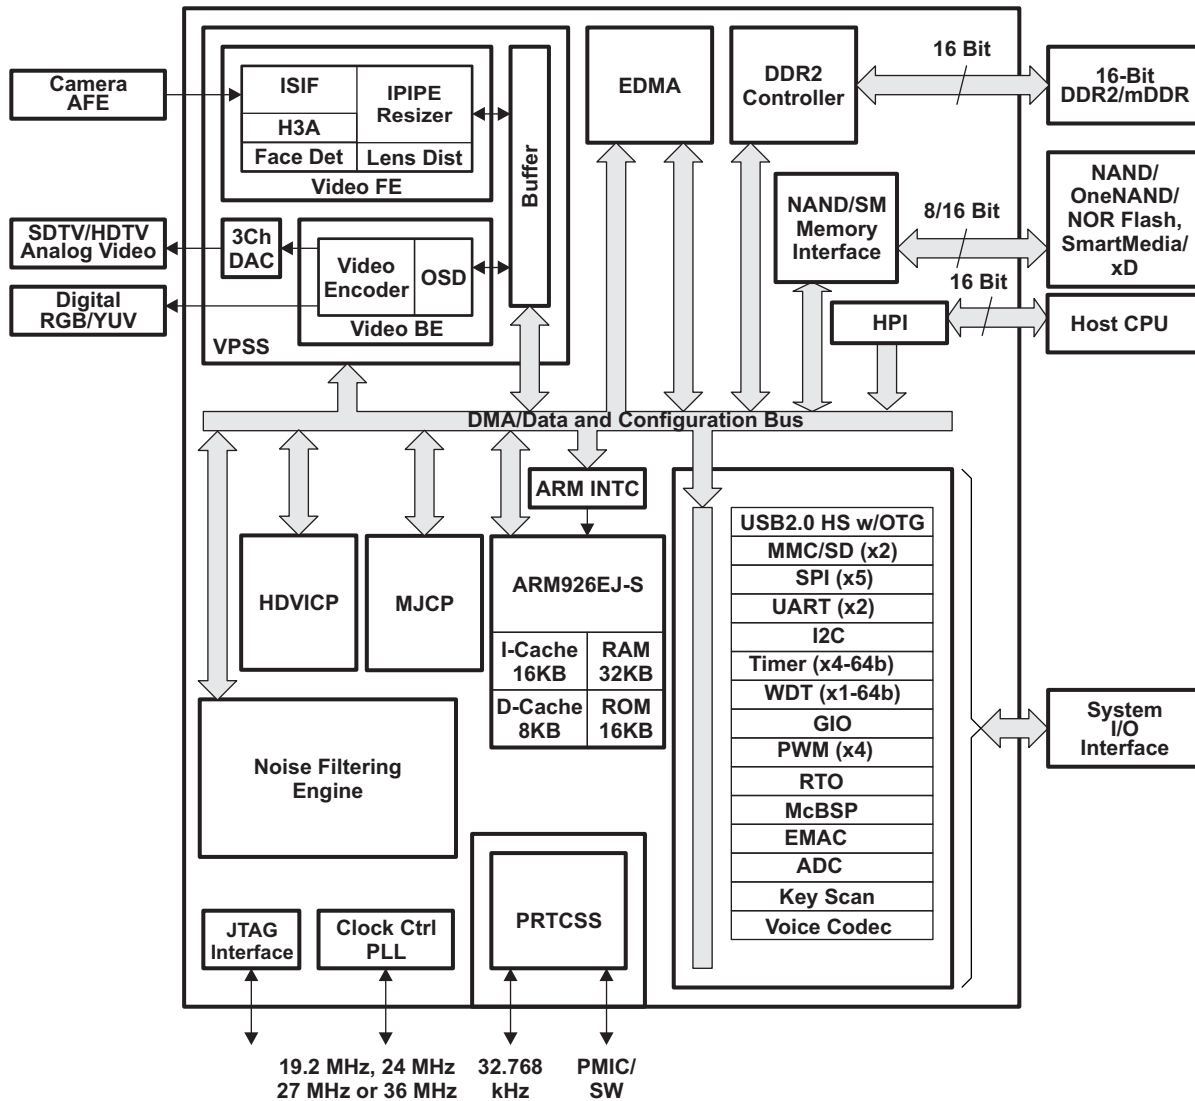 Camera
AFE
ISIF
IPIPE
Resizer
H3A
Face Det
Lens Dist
Video FE
Buffer
SDTV/HDTV
Analog Video
3Ch
DAC
Video
Encoder
OSD
Digital
RGB/YUV
Video BE
VPSS
EDMA
DDR2
Controller
16 Bit
16-Bit
DDR2/mDDR
NAND/SM
Memory
Interface
8/16 Bit
NAND/
OneNAND/
NOR Flash,
SmartMedia/
xD
HPI
16 Bit
Host CPU
DMA/Data and Configuration Bus
ARM INTC
HDVICP
MJCP
ARM926EJ-S
I-Cache
16KB
RAM
32KB
D-Cache
8KB
ROM
16KB
USB2.0 HS w/OTG
MMC/SD (x2)
SPI (x5)
UART (x2)
I2C
Timer (x4-64b)
WDT (x1-64b)
GIO
PWM (x4)
RTO
McBSP
EMAC
ADC
Key Scan
Voice Codec
System
I/O
Interface
Noise Filtering
Engine
JTAG
Interface
Clock Ctrl
PLL
PRTCSS
19.2 MHz, 24 MHz
27 MHz or 36 MHz
32.768
kHz
PMIC/
SW